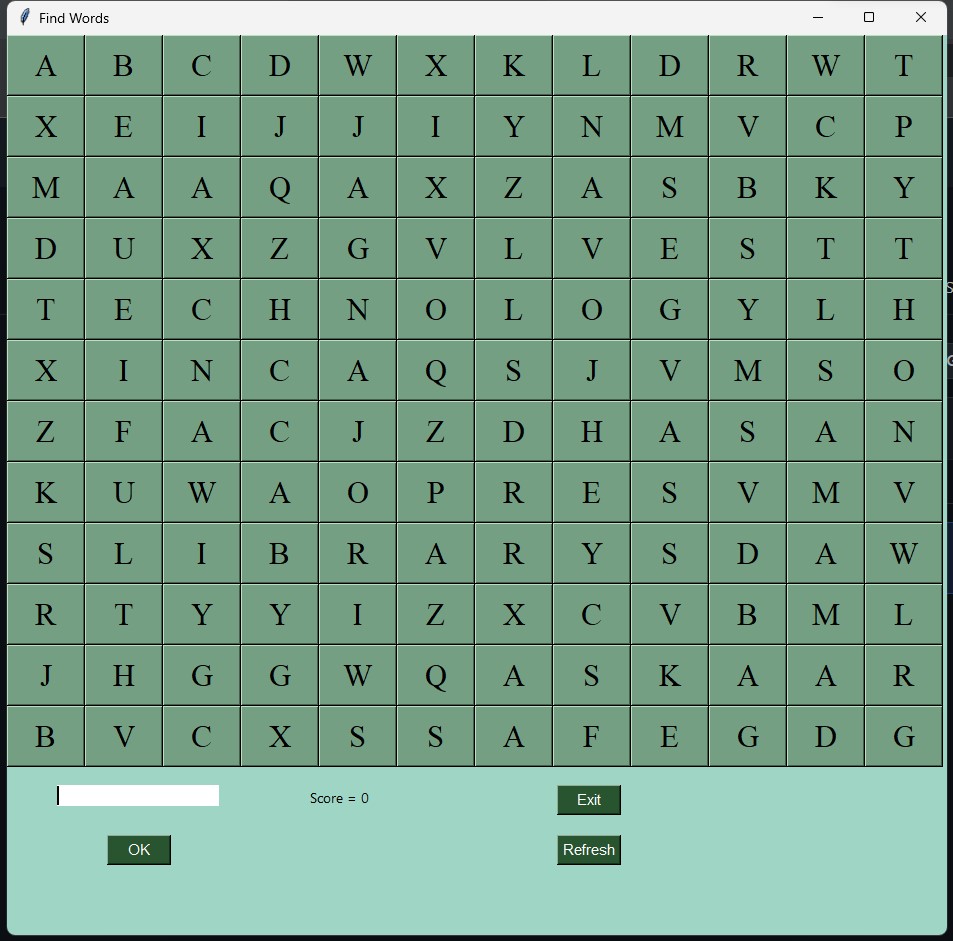 Find Words
A B C D W X K L D R W T
X E I J J I Y N M V C P
M A A Q A X Z A S B K Y
D U X Z G V L V E S T T
T E C H N O L O G Y L H
X I N C A Q S J V M S O
Z F A C J Z D H A S A N
K U W A O P R E S V M V
S L I B R A R Y S D A W
R T Y Y I Z X C V B M L
J H G G W Q A S K A A R
B V C X S S A F E G D G
Score = 0 Exit
OK Refresh